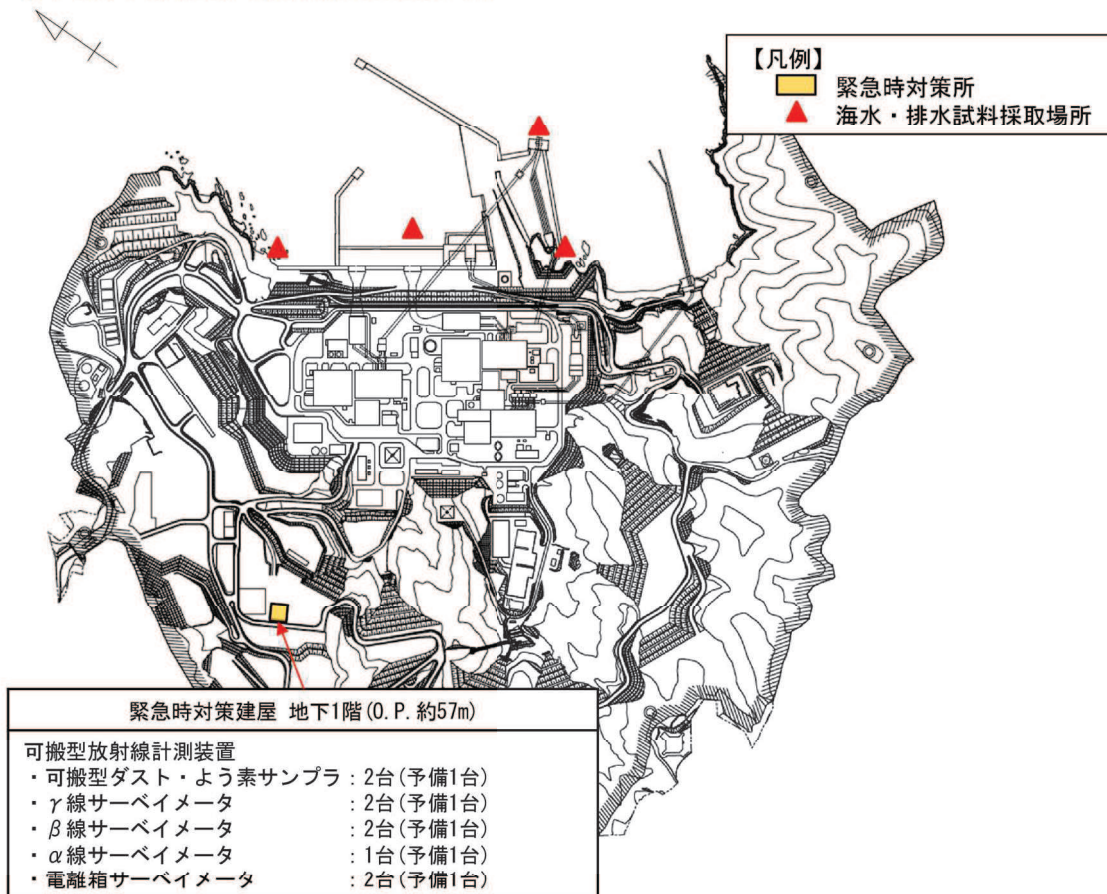 【凡例】
緊急時対策所
海水・排水試料採取場所
緊急時対策建屋 地下1階(O.P.約57m)
可搬型放射線計測装置
・可搬型ダスト・よう素サンプラ:2台(予備1台)
・γ線サーベイメータ:2台(予備1台)
・β線サーベイメータ:2台(予備1台)
・α線サーベイメータ:1台(予備1台)
・電離箱サーベイメータ:2台(予備1台)